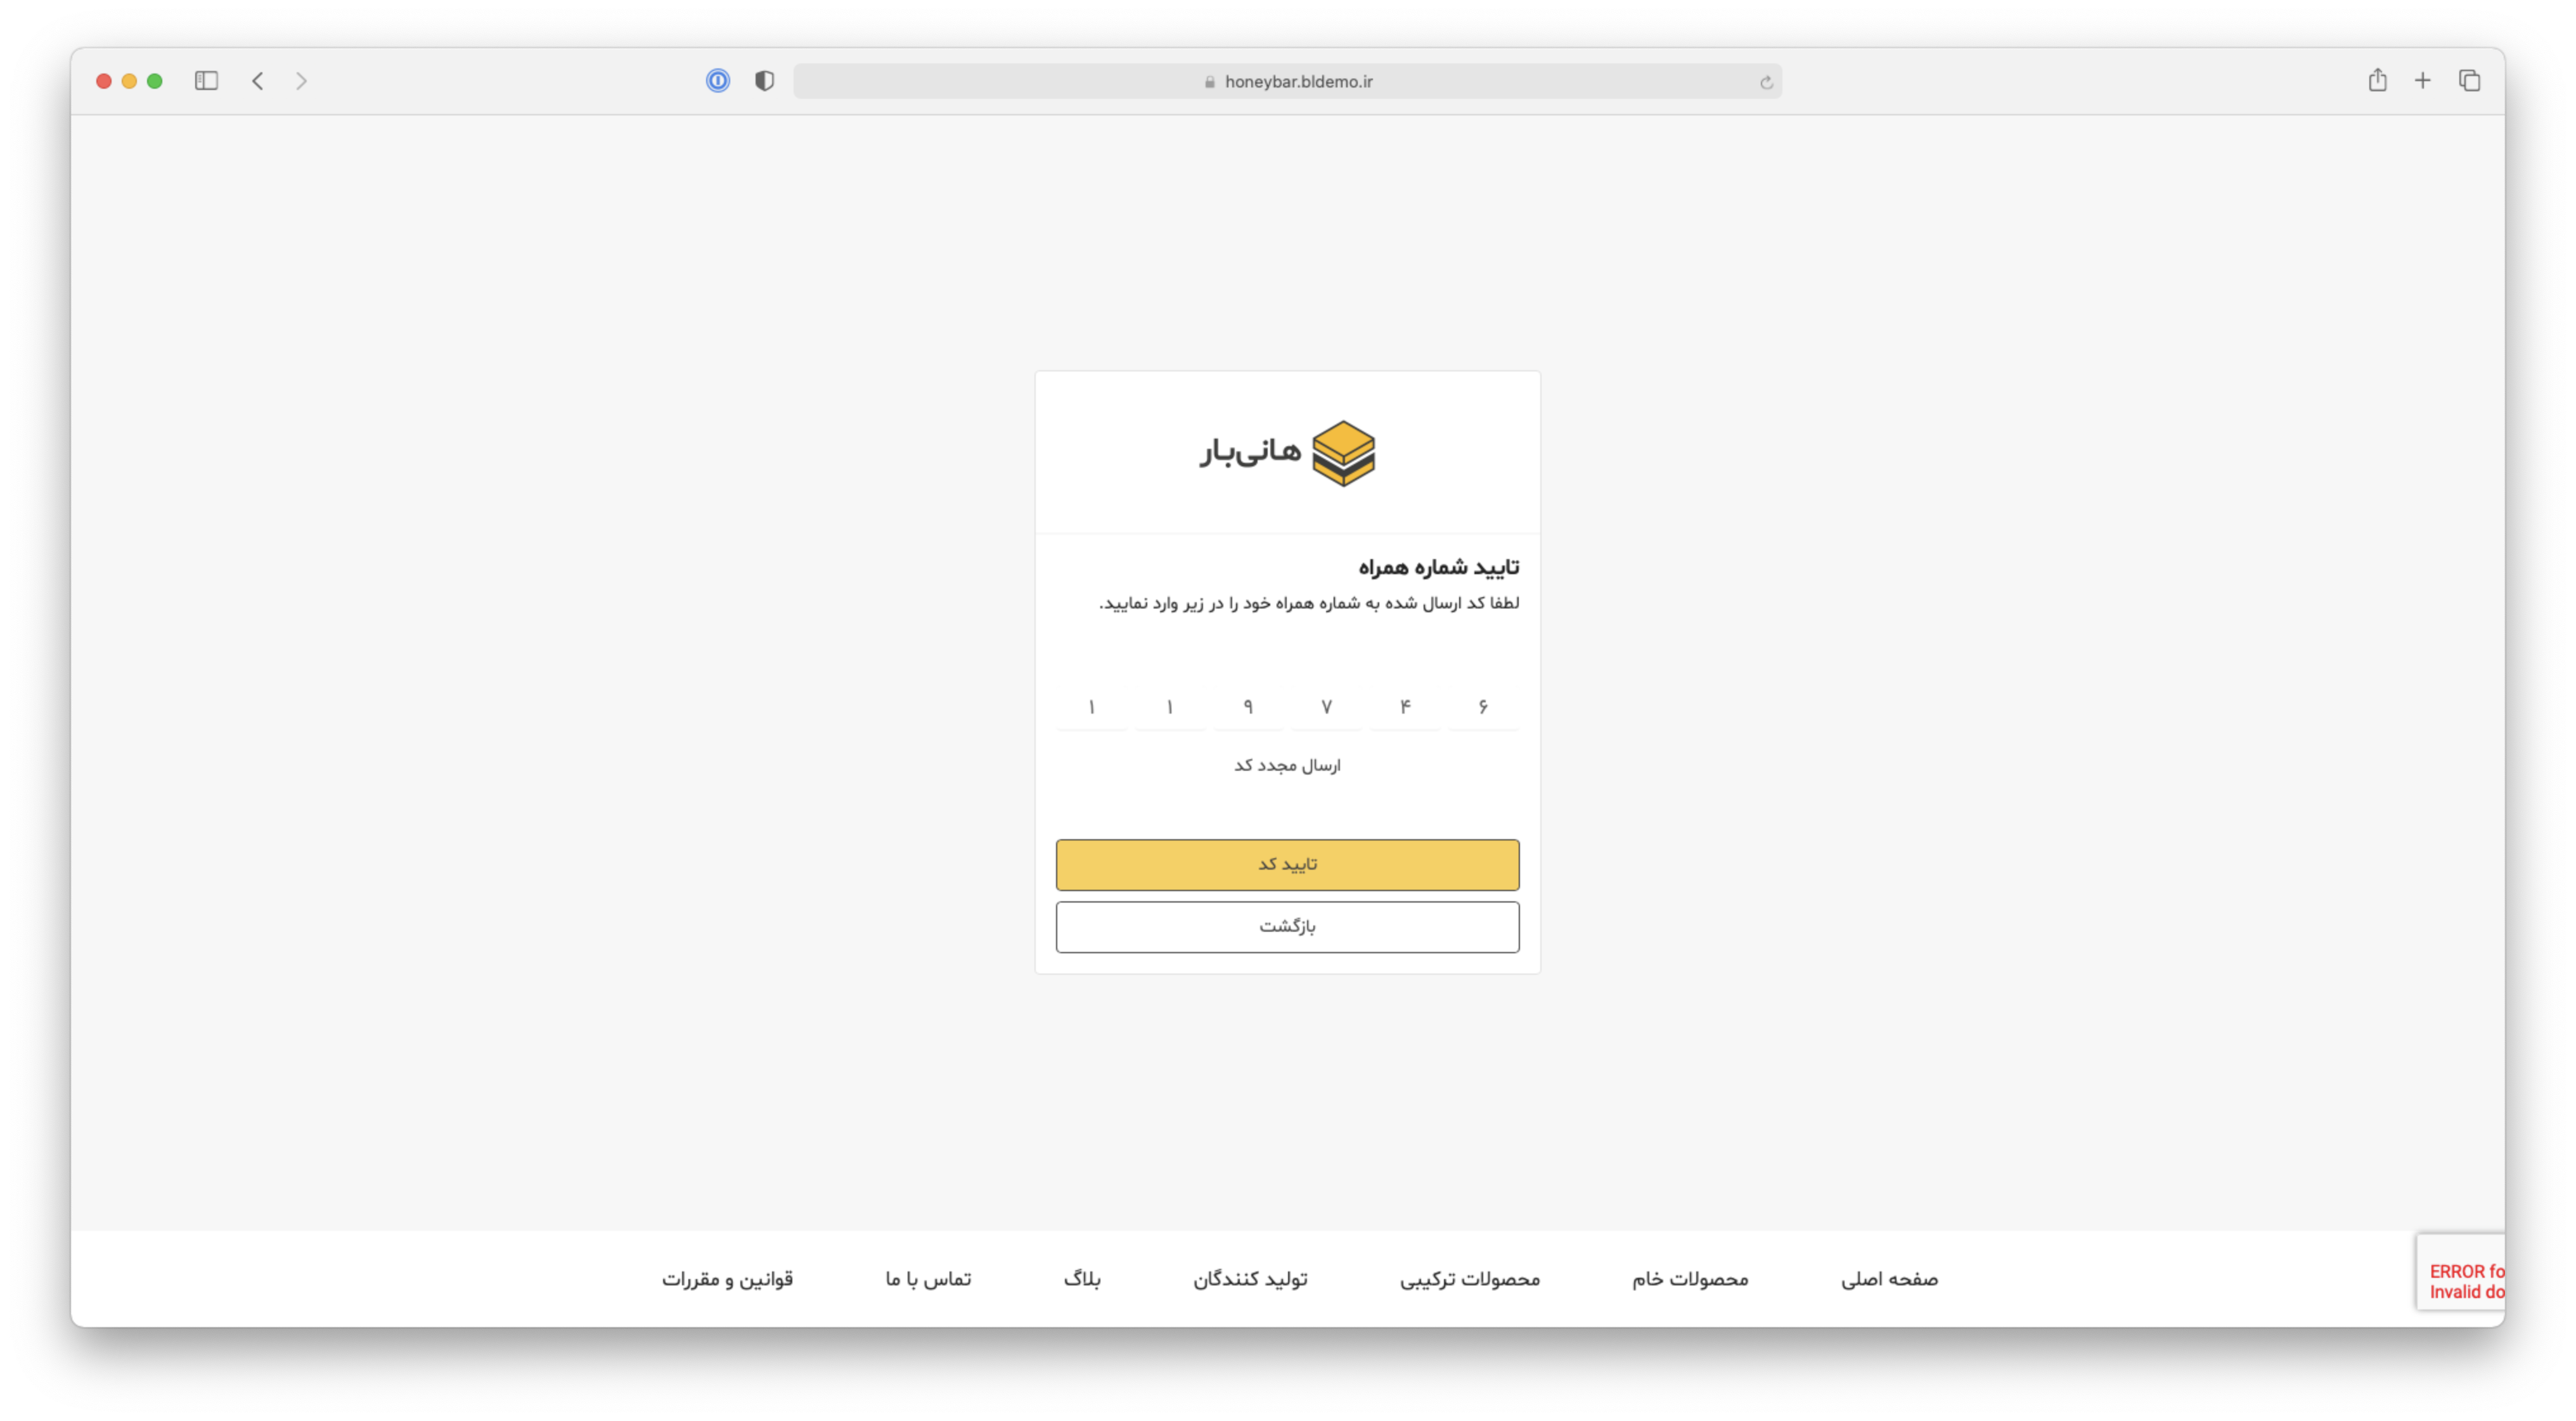 honeybar.bldemo.ir
هانی‌بار
تایید شماره همراه
لطفا کد ارسال شده به شماره همراه خود را در زیر وارد نمایید.
۱ ۱ ۹ ۷ ۴ ۶
ارسال مجدد کد
تایید کد
بازگشت
صفحه اصلی محصولات خام محصولات ترکیبی تولید کنندگان بلاگ تماس با ما قوانین و مقررات
ERROR fo
Invalid do